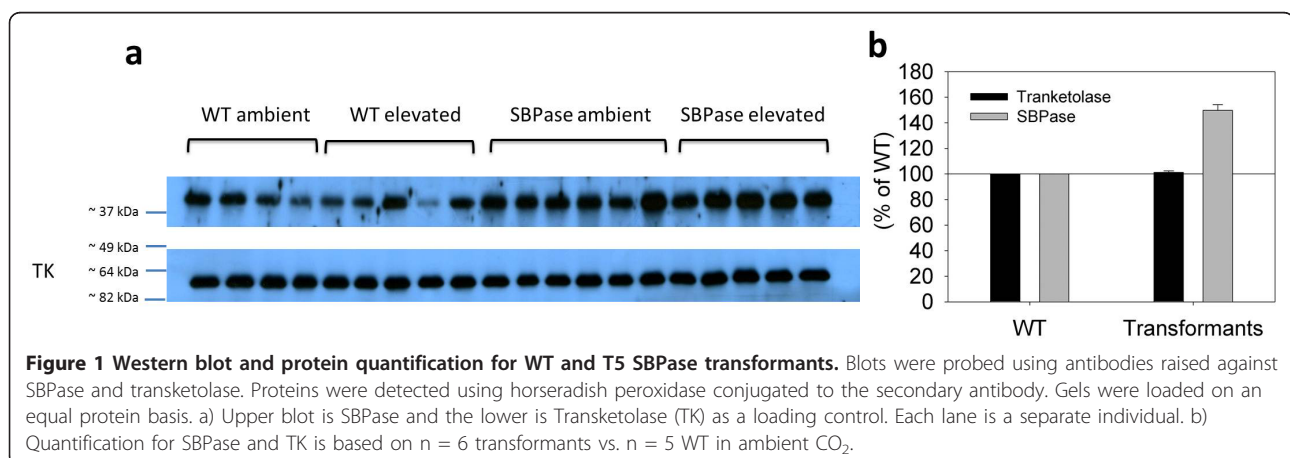 a
WT ambient WT elevated SBPase ambient SBPase elevated
~ 37 kDa
~ 49 kDa
TK
~ 64 kDa
~ 82 kDa
b
180
160
140
120
100
80
60
40
20
0
(% of WT)
Tranketolase
SBPase
WT Transformants
Figure 1 Western blot and protein quantification for WT and T5 SBPase transformants. Blots were probed using antibodies raised against
SBPase and transketolase. Proteins were detected using horseradish peroxidase conjugated to the secondary antibody. Gels were loaded on an
equal protein basis. a) Upper blot is SBPase and the lower is Transketolase (TK) as a loading control. Each lane is a separate individual. b)
Quantification for SBPase and TK is based on n = 6 transformants vs. n = 5 WT in ambient CO₂.